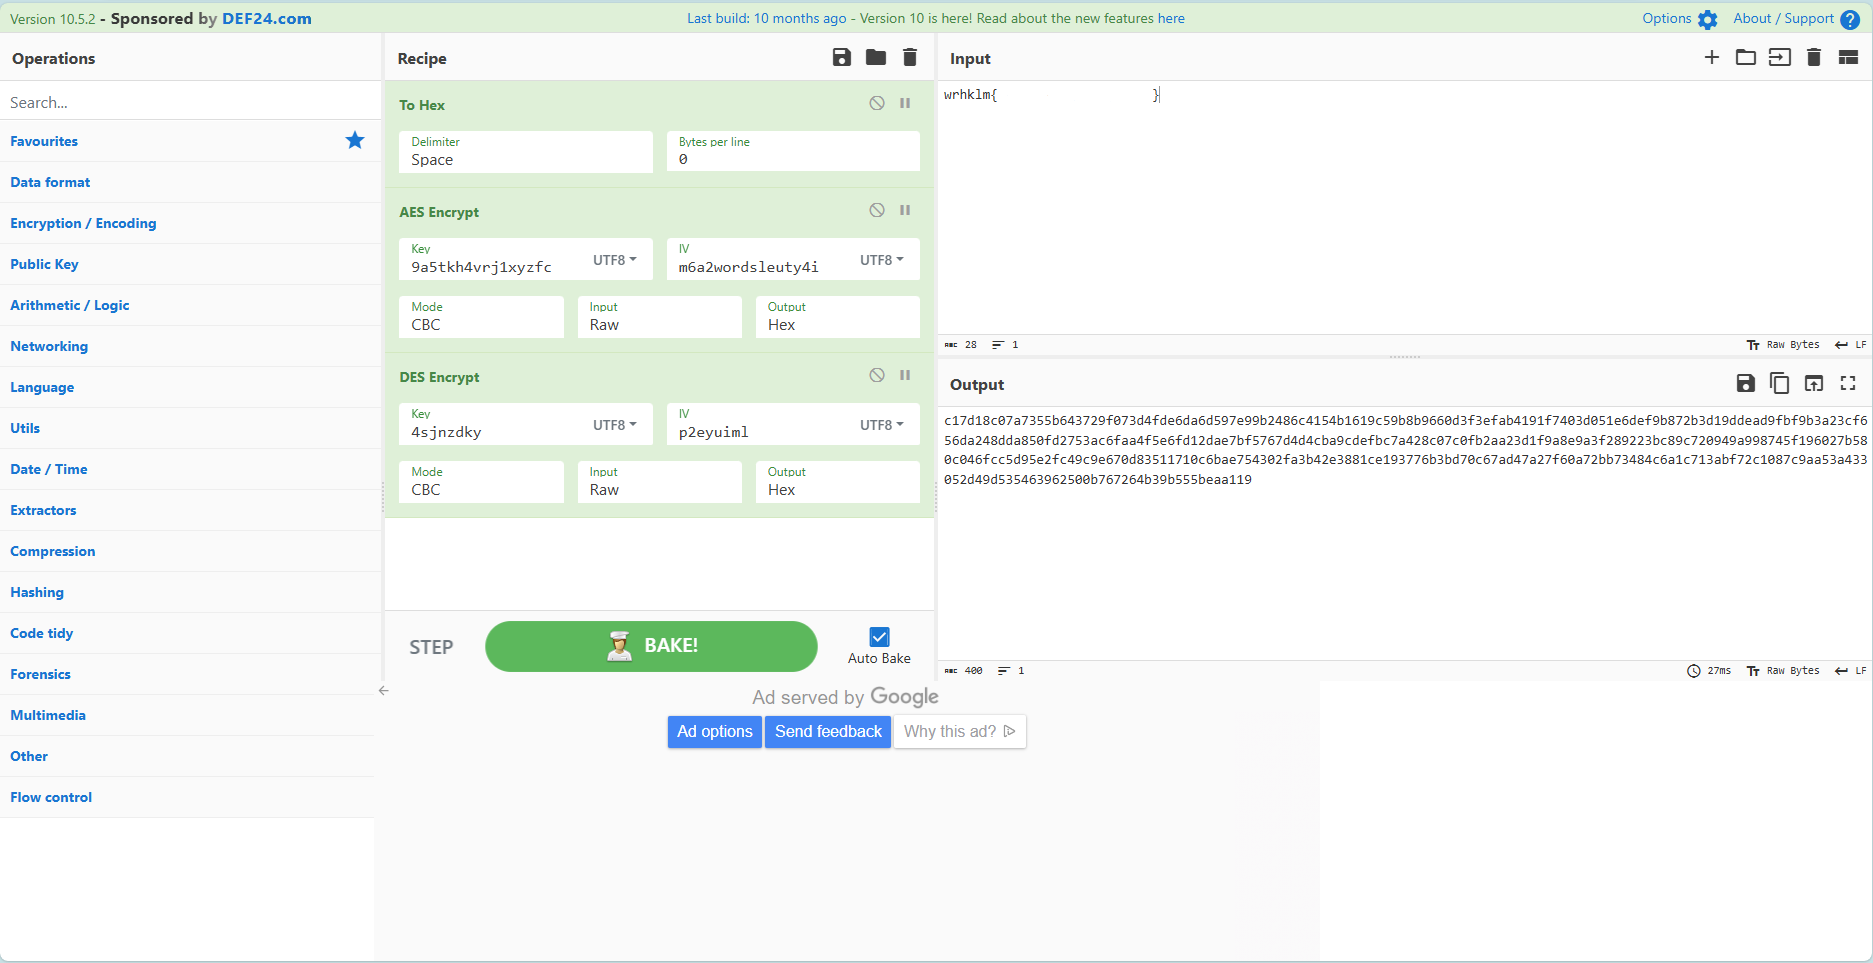 Version 10.5.2 - Sponsored by DEF24.com
Last build: 10 months ago - Version 10 is here! Read about the new features here
Options
About / Support
Operations
Search...
Favourites
Data format
Encryption / Encoding
Public Key
Arithmetic / Logic
Networking
Language
Utils
Date / Time
Extractors
Compression
Hashing
Code tidy
Forensics
Multimedia
Other
Flow control
Recipe
To Hex
Delimiter
Space
Bytes per line
0
AES Encrypt
Key
9a5tkh4vrj1xyzfc
UTF8
IV
m6a2wordsleuty4i
UTF8
Mode
CBC
Input
Raw
Output
Hex
DES Encrypt
Key
4sjnzdky
UTF8
IV
p2eyuiml
UTF8
Mode
CBC
Input
Raw
Output
Hex
STEP
BAKE!
Auto Bake
Input
wrhklm{ }
ABC 28 1
Raw Bytes LF
Output
c17d18c07a7355b643729f073d4fde6da6d597e99b2486c4154b1619c59b8b9660d3f3efab4191f7403d051e6def9b872b3d19ddead9fbf9b3a23cf6
56da248dda850fd2753ac6faa4f5e6fd12dae7bf5767d4d4cba9cdefbc7a428c07c0fb2aa23d1f9a8e9a3f289223bc89c720949a998745f196027b58
0c046fcc5d95e2fc49c9e670d83511710c6bae754302fa3b42e3881ce193776b3bd70c67ad47a27f60a72bb73484c6a1c713abf72c1087c9aa53a433
052d49d535463962500b767264b39b555beaa119
ABC 400 1
27ms Raw Bytes LF
Ad served by Google
Ad options
Send feedback
Why this ad?